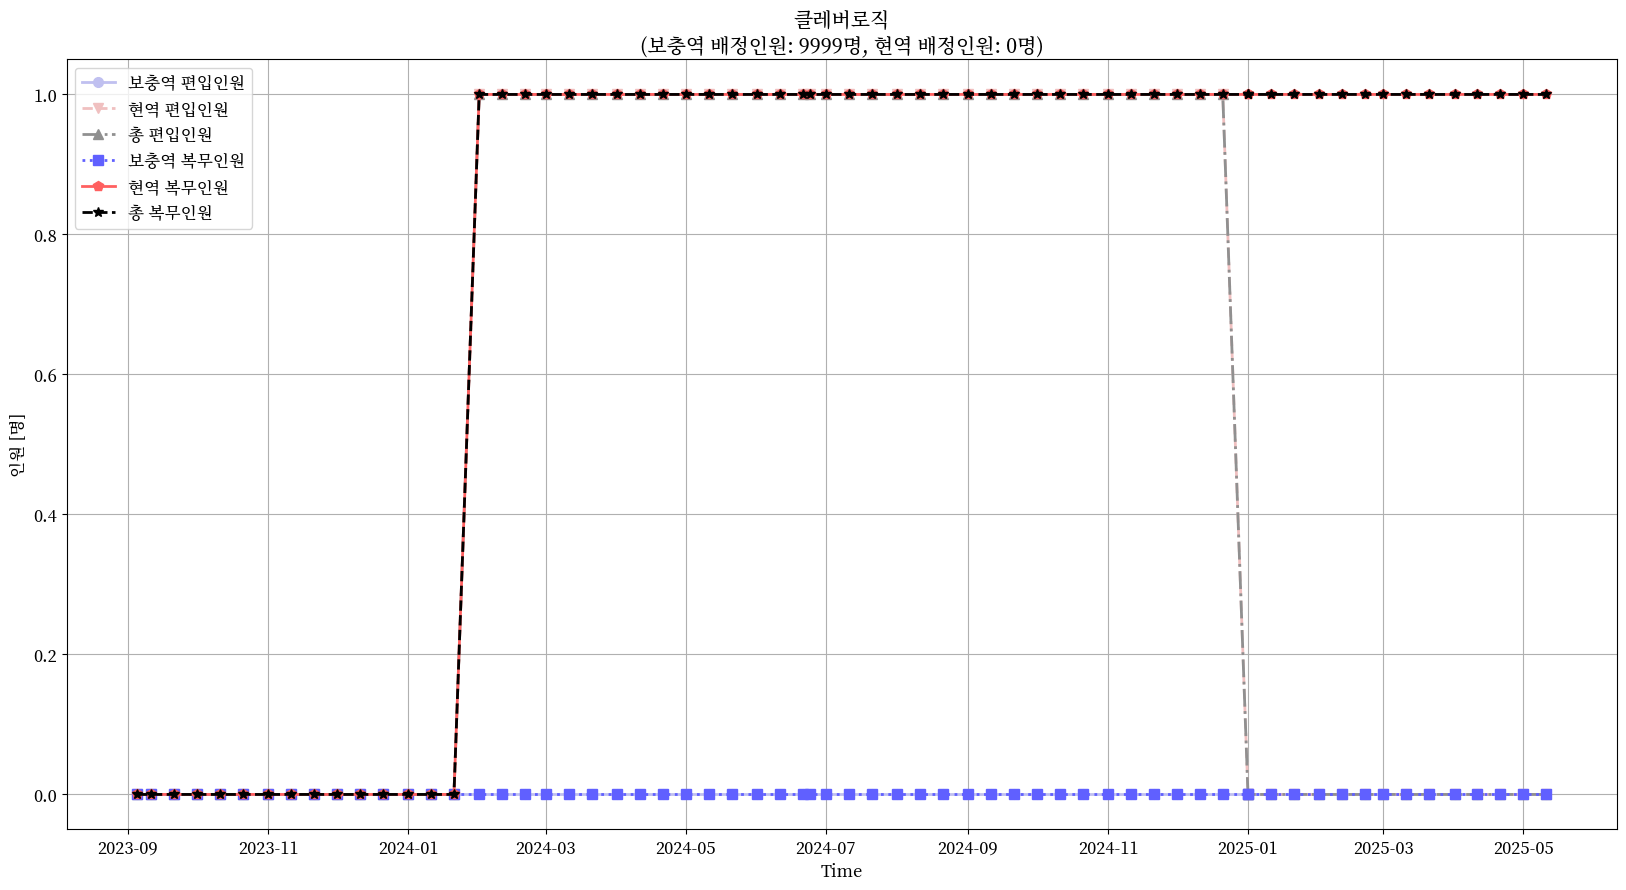 클레버로직
(보충역 배정인원: 9999명, 현역 배정인원: 0명)
보충역 편입인원
현역 편입인원
총 편입인원
보충역 복무인원
현역 복무인원
총 복무인원
인원 [명]
1.0
0.8
0.6
0.4
0.2
0.0
2023-09
2023-11
2024-01
2024-03
2024-05
2024-07
2024-09
2024-11
2025-01
2025-03
2025-05
Time